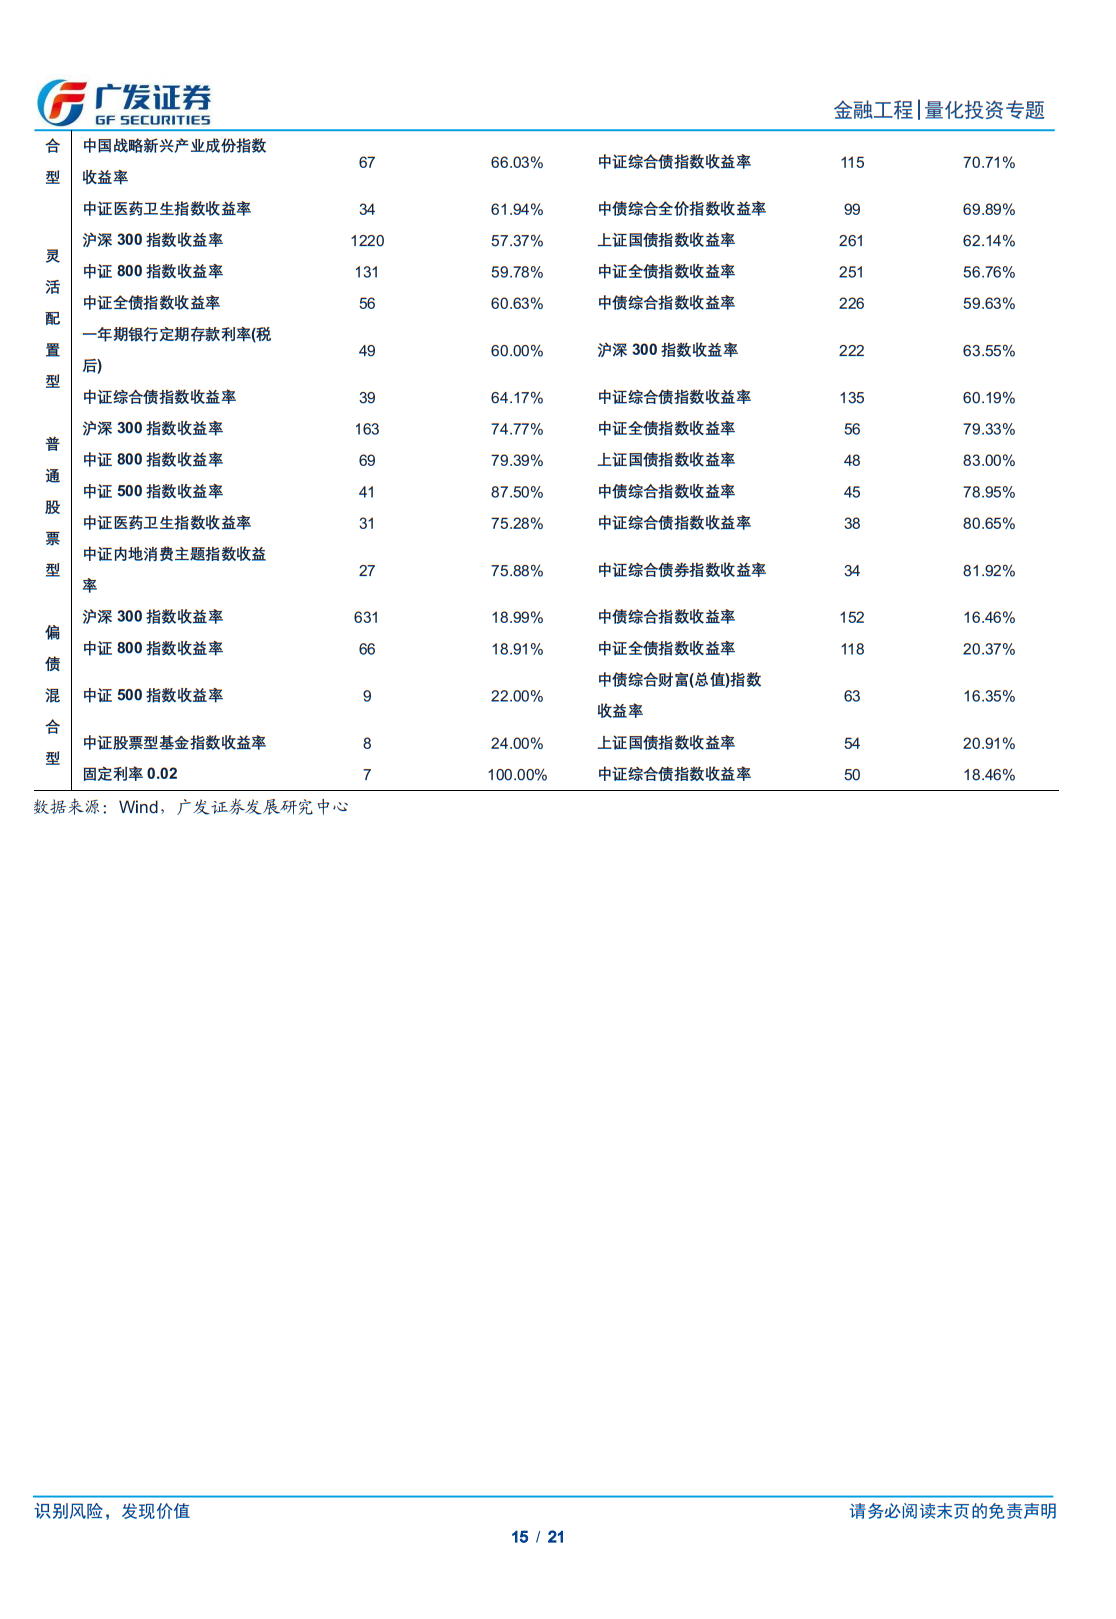 广发证券
GF SECURITIES
金融工程|量化投资专题
合型
中国战略新兴产业成份指数
收益率 67 66.03% 中证综合债指数收益率 115 70.71%
中证医药卫生指数收益率 34 61.94% 中债综合全价指数收益率 99 69.89%
灵活配置型
沪深 300 指数收益率 1220 57.37% 上证国债指数收益率 261 62.14%
中证 800 指数收益率 131 59.78% 中证全债指数收益率 251 56.76%
中证全债指数收益率 56 60.63% 中债综合指数收益率 226 59.63%
一年期银行定期存款利率(税
后) 49 60.00% 沪深 300 指数收益率 222 63.55%
中证综合债指数收益率 39 64.17% 中证综合债指数收益率 135 60.19%
普通股票型
沪深 300 指数收益率 163 74.77% 中证全债指数收益率 56 79.33%
中证 800 指数收益率 69 79.39% 上证国债指数收益率 48 83.00%
中证 500 指数收益率 41 87.50% 中债综合指数收益率 45 78.95%
中证医药卫生指数收益率 31 75.28% 中证综合债指数收益率 38 80.65%
中证内地消费主题指数收益
率 27 75.88% 中证综合债券指数收益率 34 81.92%
偏债混合型
沪深 300 指数收益率 631 18.99% 中债综合指数收益率 152 16.46%
中证 800 指数收益率 66 18.91% 中证全债指数收益率 118 20.37%
中证 500 指数收益率 9 22.00% 中债综合财富(总值)指数
收益率 63 16.35%
中证股票型基金指数收益率 8 24.00% 上证国债指数收益率 54 20.91%
固定利率 0.02 7 100.00% 中证综合债指数收益率 50 18.46%
数据来源：Wind，广发证券发展研究中心
识别风险，发现价值
请务必阅读末页的免责声明
15 / 21